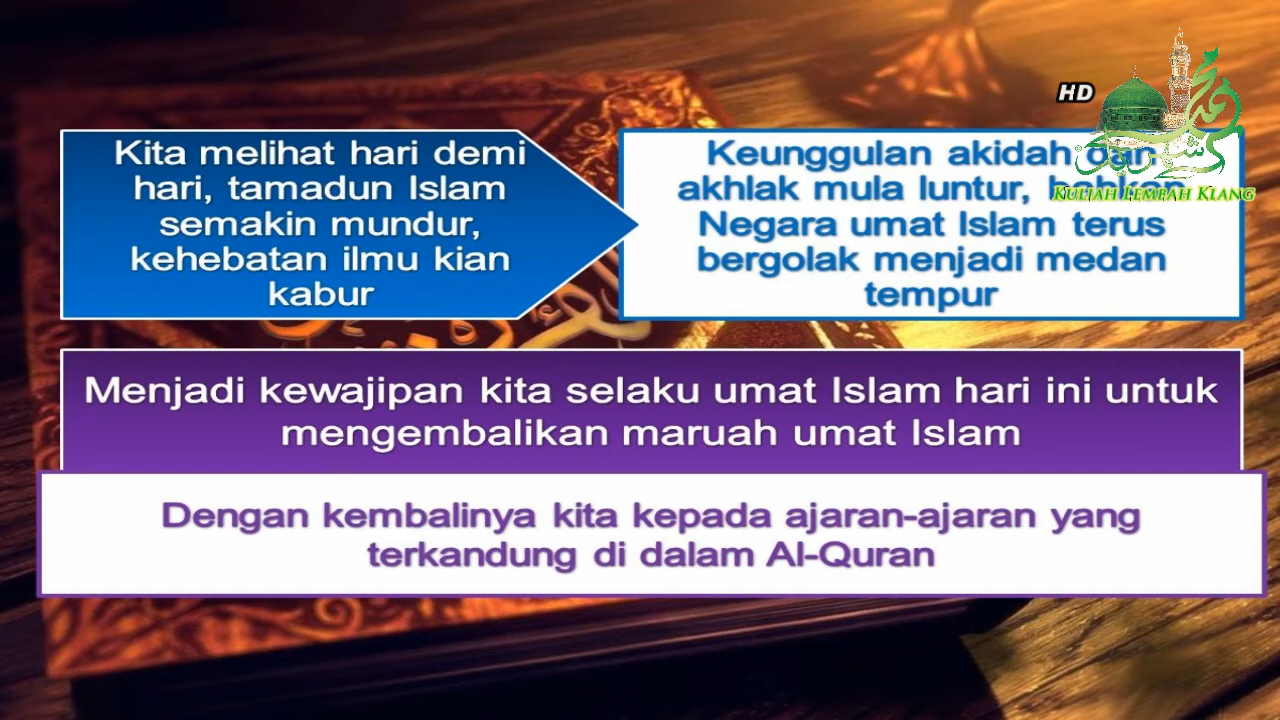 HD
Kita melihat hari demi
hari, tamadun Islam
semakin mundur,
kehebatan ilmu kian
kabur
Keunggulan akidah dan
akhlak mula luntur,
Negara umat Islam terus
bergolak menjadi medan
tempur
KULIAH LEMBAH KLANG
Menjadi kewajipan kita selaku umat Islam hari ini untuk
mengembalikan maruah umat Islam
Dengan kembalinya kita kepada ajaran-ajaran yang
terkandung di dalam Al-Quran